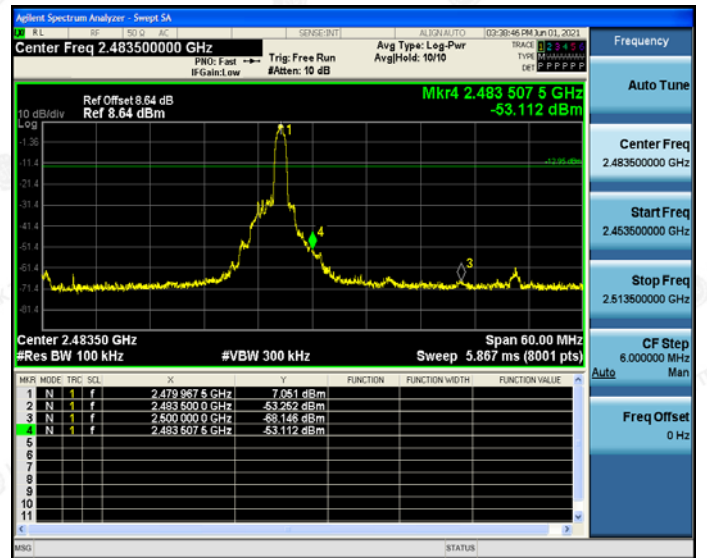 Agilent Spectrum Analyzer - Swept SA
RL RF 50 Ω AC SENSE:INT ALIGN AUTO 03:38:46 PM Jun 01, 2021
Center Freq 2.483500000 GHz
PNO: Fast
IFGain:Low
Trig: Free Run
#Atten: 10 dB
Avg Type: Log-Pwr
Avg|Hold: 10/10
TRACE 1 2 3 4 5 6
TYPE M
DET P P P P P P
Mkr4 2.483 507 5 GHz
-53.112 dBm
Ref Offset 8.64 dB
10 dB/div Ref 8.64 dBm
Log
-1.36
-11.4
-21.4
-31.4
-41.4
-51.4
-61.4
-71.4
-81.4
1
-12.95 dBm
4
3
Center 2.48350 GHz Span 60.00 MHz
#Res BW 100 kHz #VBW 300 kHz Sweep 5.867 ms (8001 pts)
MKR MODE TRC SCL X Y FUNCTION FUNCTION WIDTH FUNCTION VALUE
1 N 1 f 2.479 967 5 GHz 7.051 dBm
2 N 1 f 2.483 500 0 GHz -53.252 dBm
3 N 1 f 2.500 000 0 GHz -68.146 dBm
4 N 1 f 2.483 507 5 GHz -53.112 dBm
5
6
7
8
9
10
11
MSG STATUS
Frequency
Auto Tune
Center Freq
2.483500000 GHz
Start Freq
2.453500000 GHz
Stop Freq
2.513500000 GHz
CF Step
6.000000 MHz
Auto Man
Freq Offset
0 Hz